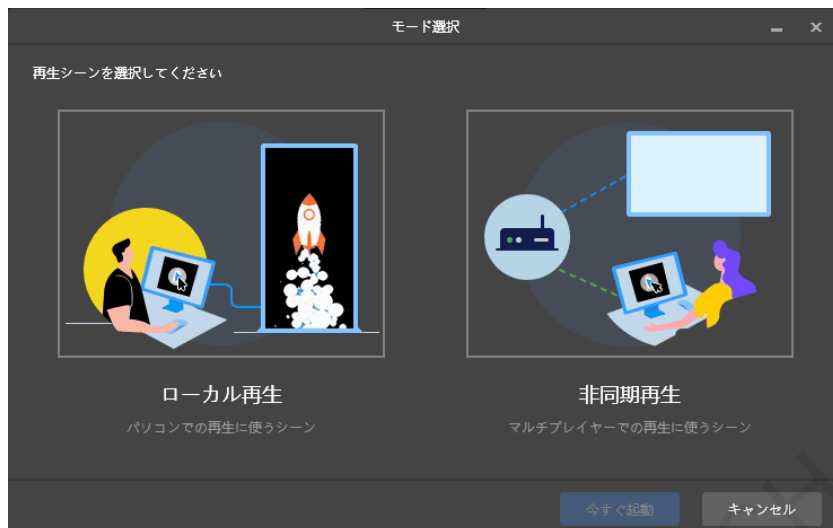 モード選択
再生シーンを選択してください
ローカル再生
非同期再生
パソコンでの再生に使うシーン
マルチプレイヤーでの再生に使うシーン
今すぐ起動
キャンセル